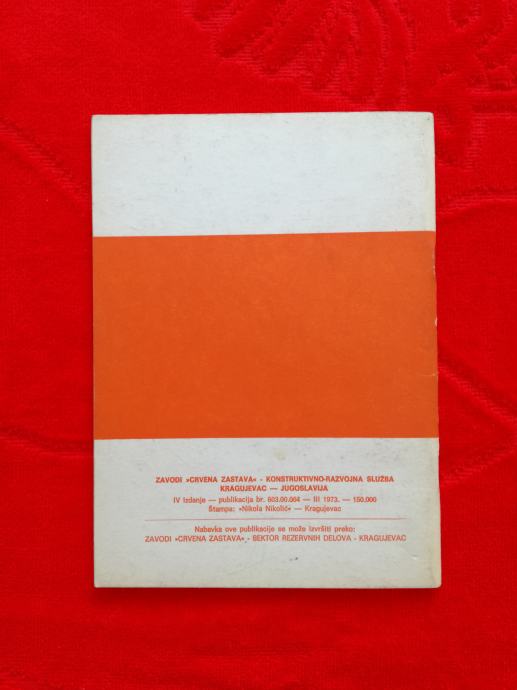 ZAVODI »CRVENA ZASTAVA« - KONSTRUKTIVNO-RAZVOJNA SLUŽBA
KRAGUJEVAC — JUGOSLAVIJA
IV izdanje — publikacija br. 603.00.064 — III 1973. — 150.000
Štampa: »Nikola Nikolić« — Kragujevac
Nabavka ove publikacije se može izvršiti preko:
ZAVODI »CRVENA ZASTAVA« - SEKTOR REZERVNIH DELOVA - KRAGUJEVAC